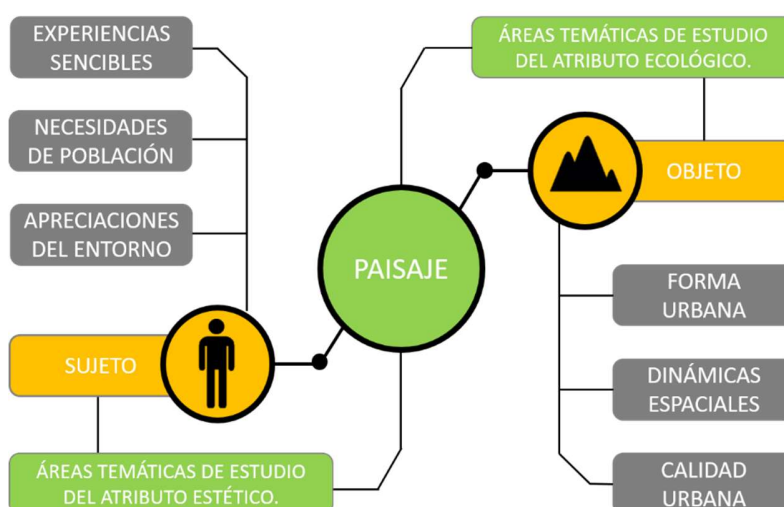 EXPERIENCIAS
SENCIBLES
NECESIDADES
DE POBLACIÓN
APRECIACIONES
DEL ENTORNO
SUJETO
ÁREAS TEMÁTICAS DE ESTUDIO
DEL ATRIBUTO ESTÉTICO.
PAISAJE
ÁREAS TEMÁTICAS DE ESTUDIO
DEL ATRIBUTO ECOLÓGICO.
OBJETO
FORMA
URBANA
DINÁMICAS
ESPACIALES
CALIDAD
URBANA